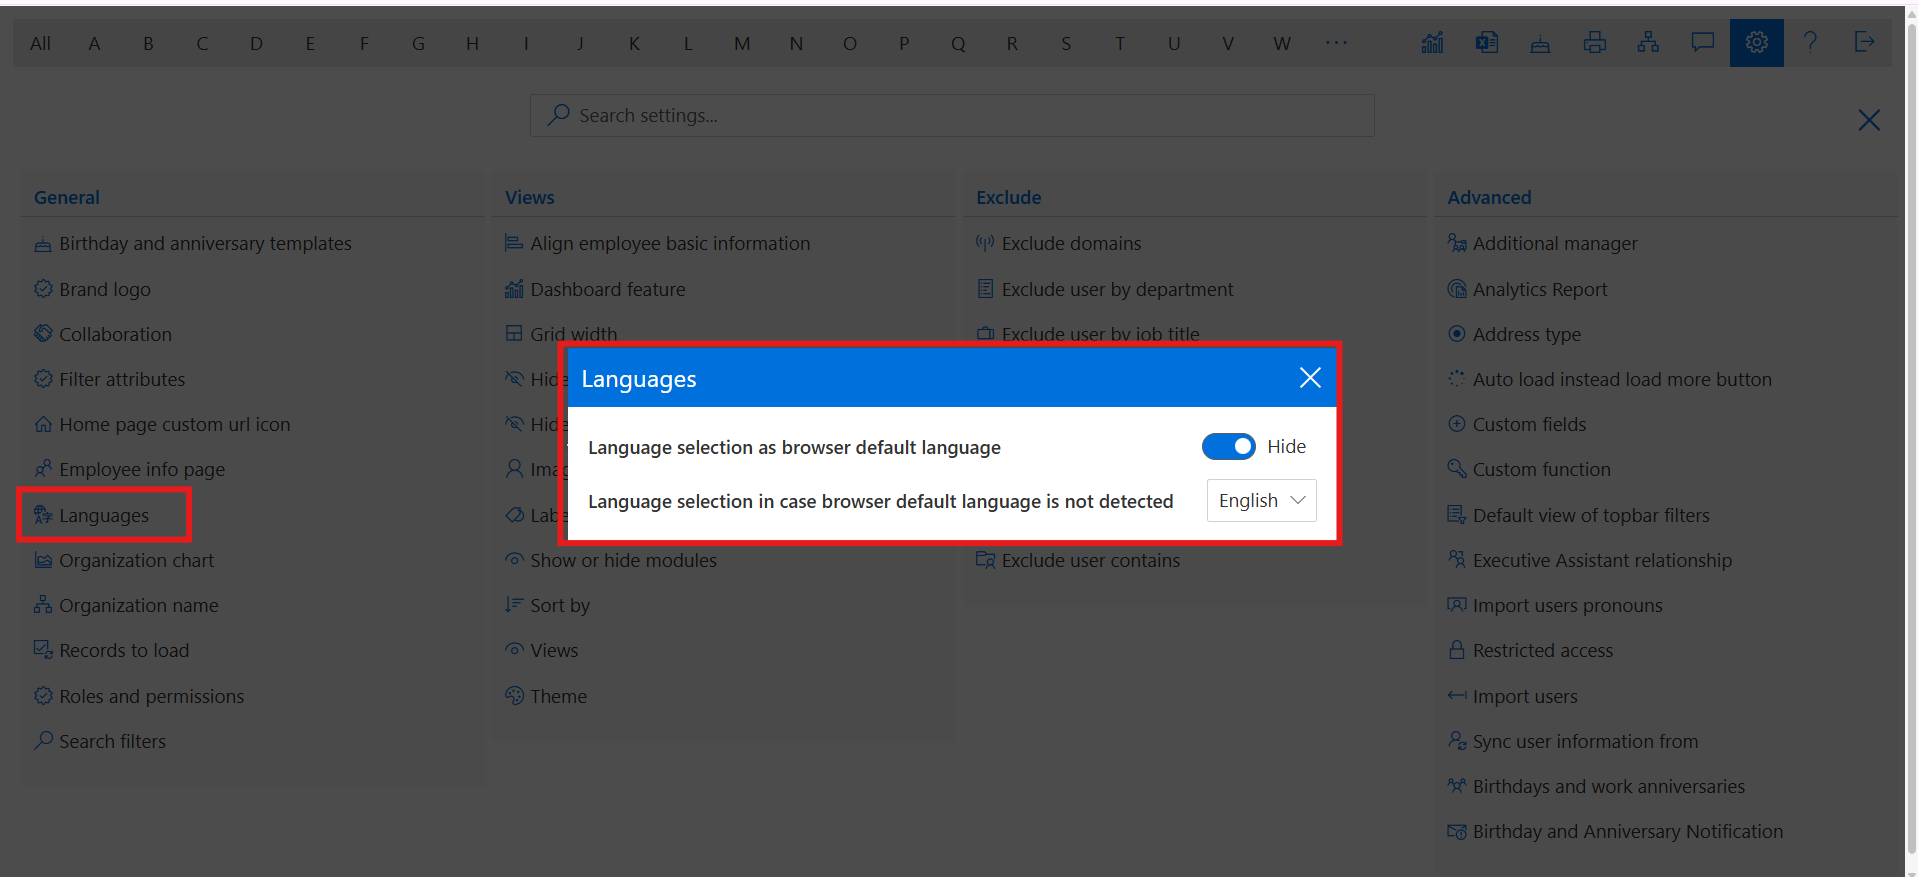 All A B C D E F G H I J K L M N O P Q R S T U V W ...
Search settings...
General
Birthday and anniversary templates
Brand logo
Collaboration
Filter attributes
Home page custom url icon
Employee info page
Languages
Organization chart
Organization name
Records to load
Roles and permissions
Search filters
Views
Align employee basic information
Dashboard feature
Grid width
Show or hide modules
Sort by
Views
Theme
Exclude
Exclude domains
Exclude user by department
Exclude user by job title
Exclude user contains
Advanced
Additional manager
Analytics Report
Address type
Auto load instead load more button
Custom fields
Custom function
Default view of topbar filters
Executive Assistant relationship
Import users pronouns
Restricted access
Import users
Sync user information from
Birthdays and work anniversaries
Birthday and Anniversary Notification
Languages
Language selection as browser default language Hide
Language selection in case browser default language is not detected English